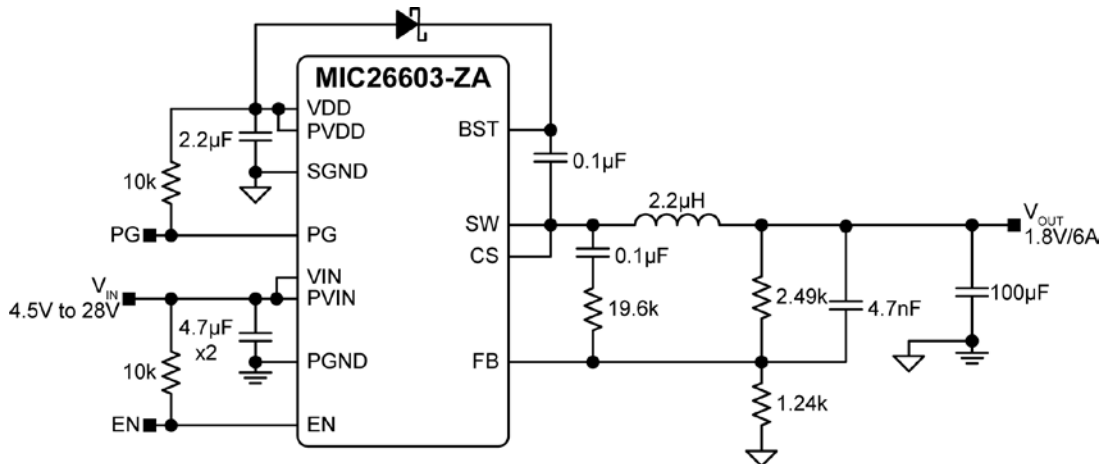 MIC26603-ZA
VDD
PVDD
BST
2.2µF
SGND
0.1µF
10k
2.2µH
PG
PG
SW
V_OUT
1.8V/6A
CS
0.1µF
VIN
V_IN
4.5V to 28V
PVIN
19.6k
2.49k
4.7nF
100µF
4.7µF
x2
PGND
FB
10k
1.24k
EN
EN